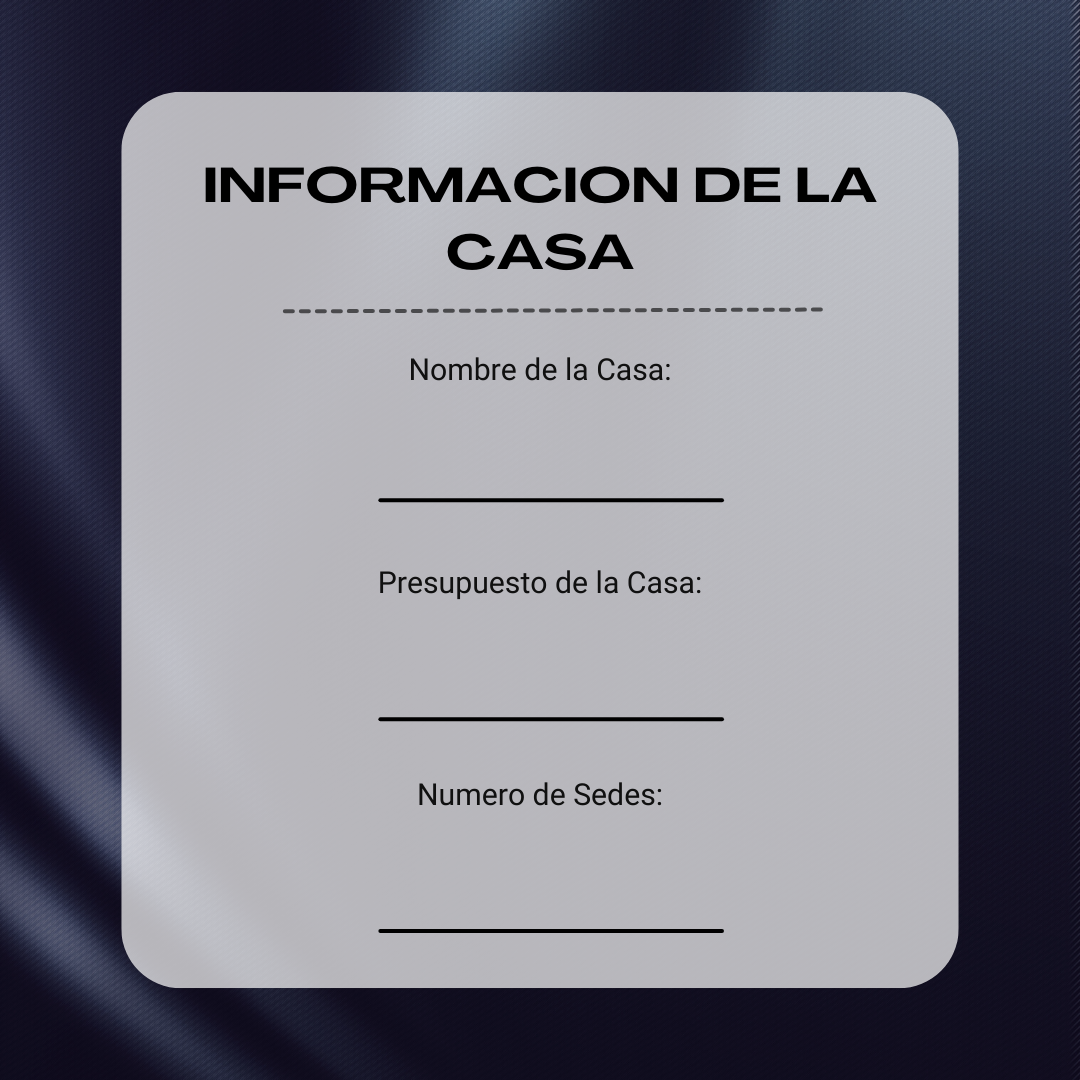 INFORMACION DE LA
CASA
Nombre de la Casa:
Presupuesto de la Casa:
Numero de Sedes: